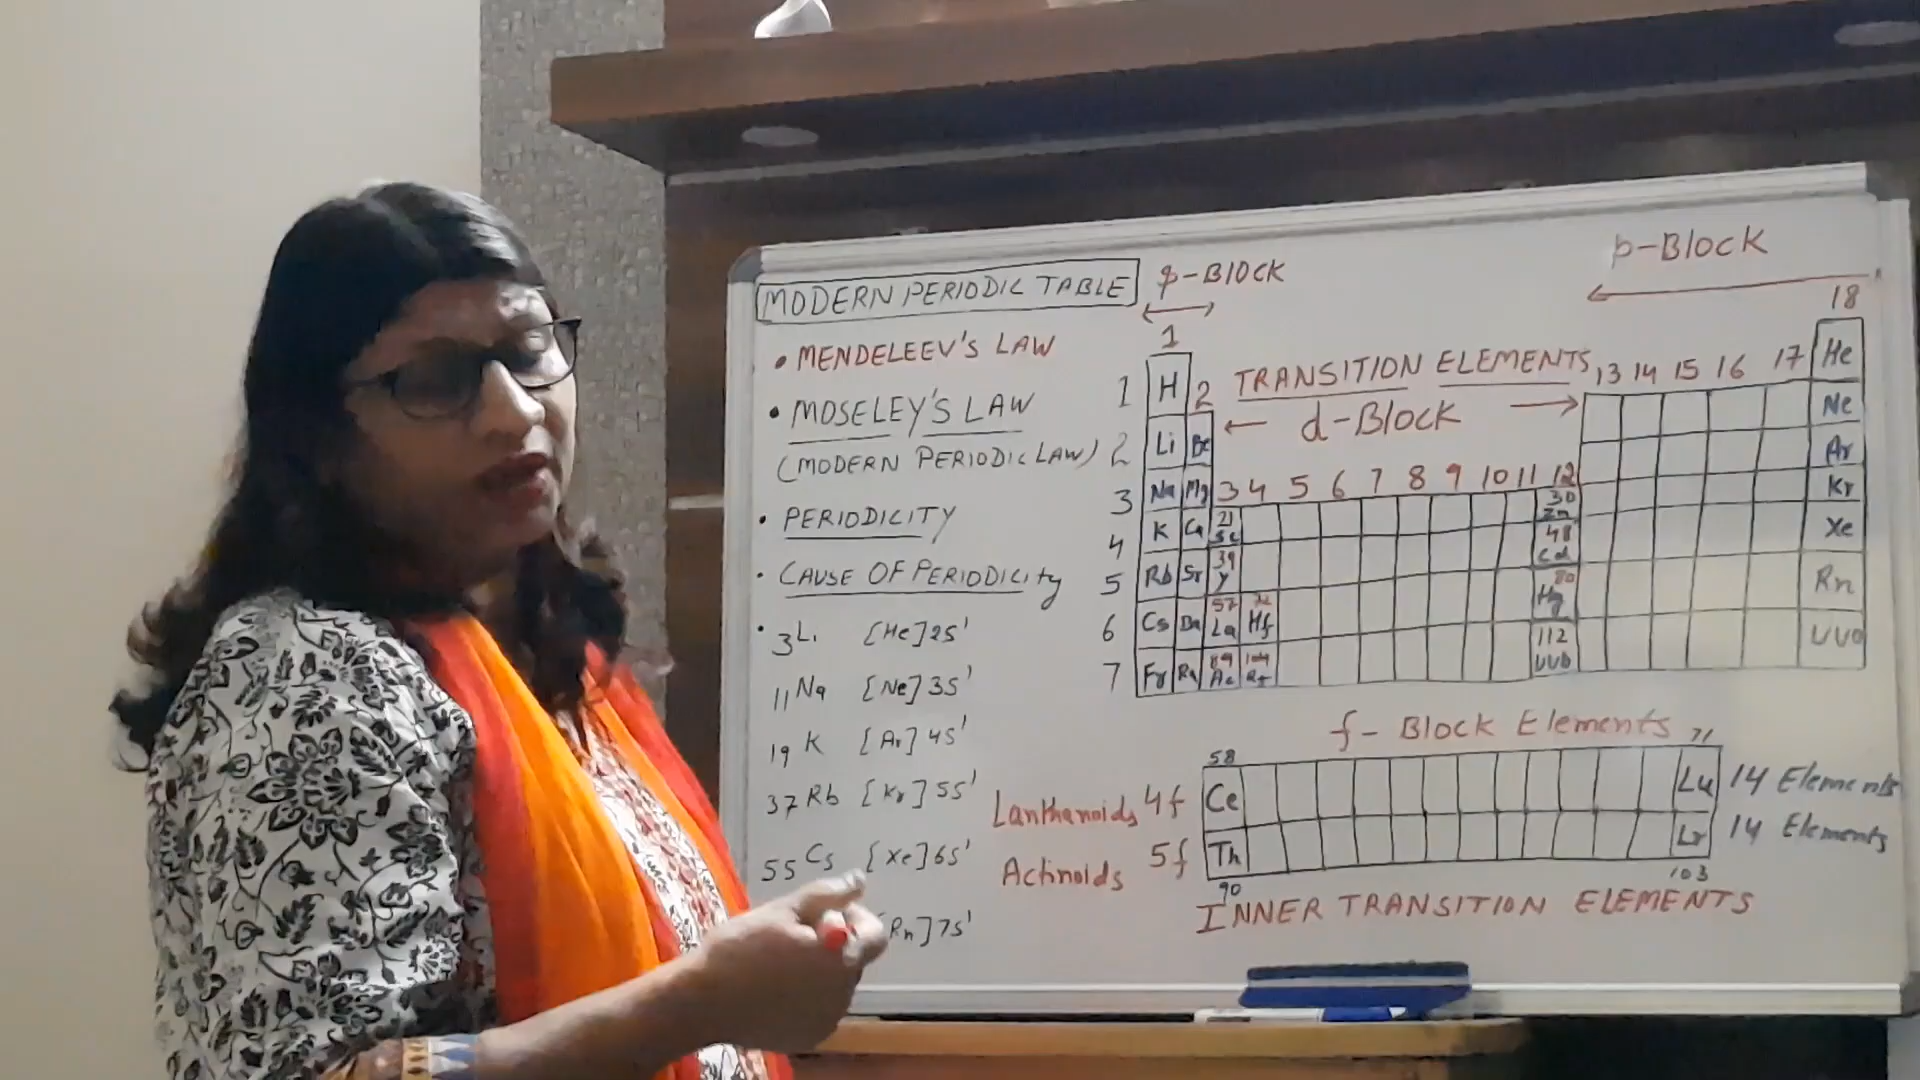 MODERN PERIODIC TABLE
• MENDELEEV'S LAW
• MOSELEY'S LAW
(MODERN PERIODIC LAW)
• PERIODICITY
• CAUSE OF PERIODICITY
• 3Li [He]2S¹
11Na [Ne]3S¹
19K [Ar]4S¹
37Rb [Kr]5S¹
55Cs [Xe]6S¹
Rn]7S¹
s-BLOCK
p-BLOCK
TRANSITION ELEMENTS
d-BLOCK
1 2 3 4 5 6 7 8 9 10 11 12 13 14 15 16 17 18
1 H He
2 Li Be Ne
3 Na Mg Ar
4 K Ca 21 Sc 30 Zn Kr
5 Rb Sr 39 Y 48 Cd Xe
6 Cs Ba 57 La 72 Hf 80 Hg Rn
7 Fr Ra 89 Ac 104 Rf 112 UUb UUo
f-Block Elements
58 71
Lanthanoids 4f Ce Lu 14 Elements
Actinoids 5f Th Lr 14 Elements
90 103
INNER TRANSITION ELEMENTS